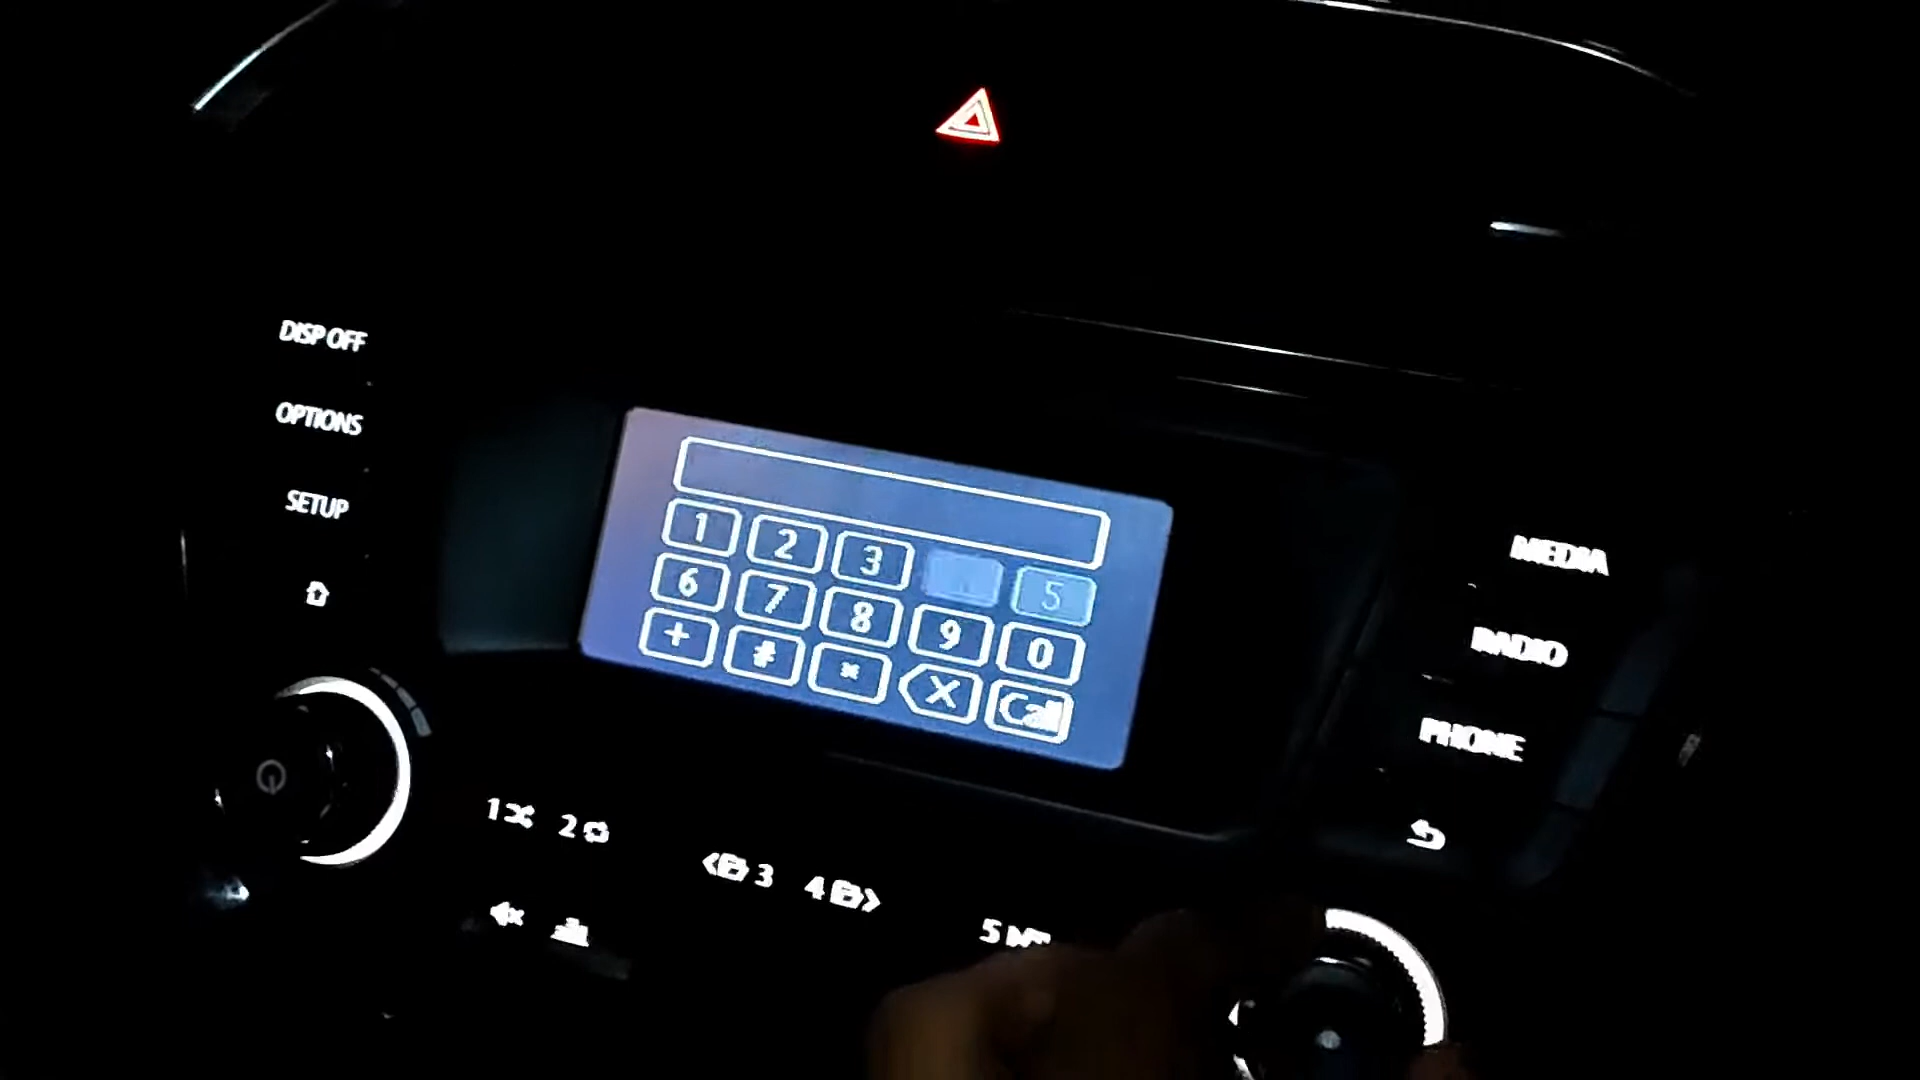 DISP OFF
OPTIONS
SETUP
1 2 3 5
6 7 8 9 0
+ # * X
Call
MEDIA
RADIO
PHONE
1 2
3 4
5